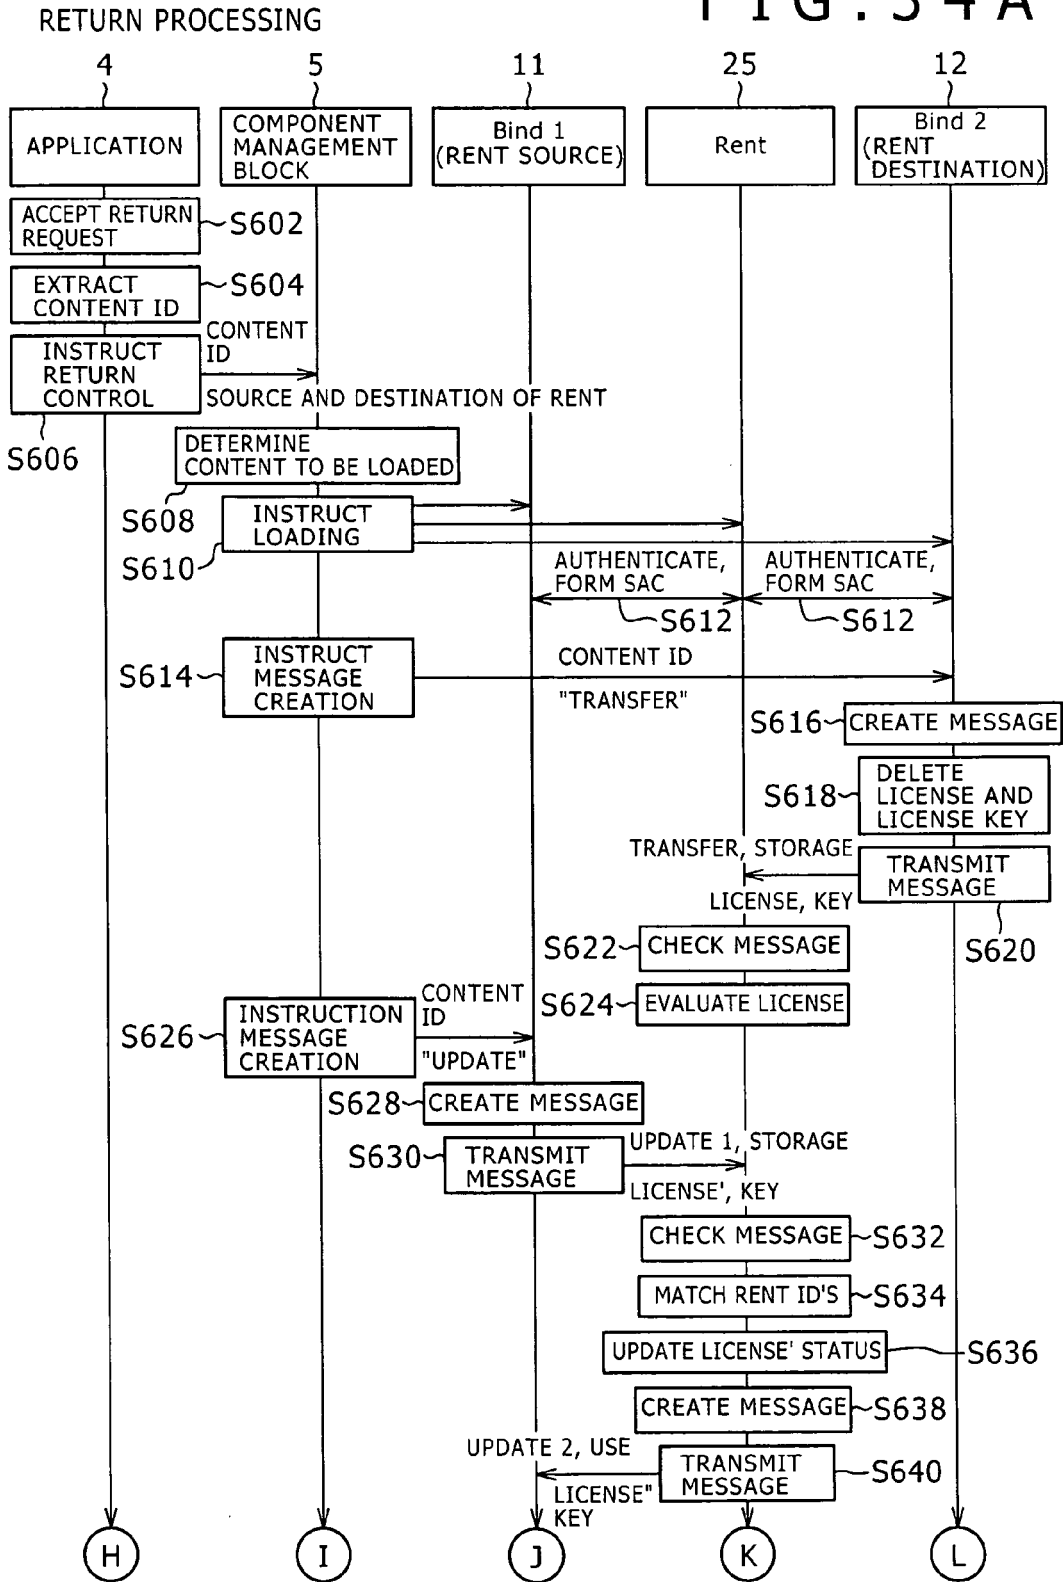 FIG.34A
RETURN PROCESSING
4
5
11
25
12
APPLICATION
COMPONENT
MANAGEMENT
BLOCK
Bind 1
(RENT SOURCE)
Rent
Bind 2
(RENT
DESTINATION)
ACCEPT RETURN
REQUEST
S602
EXTRACT
CONTENT ID
S604
INSTRUCT
RETURN
CONTROL
S606
CONTENT
ID
SOURCE AND DESTINATION OF RENT
DETERMINE
CONTENT TO BE LOADED
S608
INSTRUCT
LOADING
S610
AUTHENTICATE,
FORM SAC
S612
AUTHENTICATE,
FORM SAC
S612
S614
INSTRUCT
MESSAGE
CREATION
CONTENT ID
"TRANSFER"
S616
CREATE MESSAGE
S618
DELETE
LICENSE AND
LICENSE KEY
TRANSFER, STORAGE
LICENSE, KEY
TRANSMIT
MESSAGE
S620
S622
CHECK MESSAGE
S624
EVALUATE LICENSE
S626
INSTRUCTION
MESSAGE
CREATION
CONTENT
ID
"UPDATE"
S628
CREATE MESSAGE
S630
TRANSMIT
MESSAGE
UPDATE 1, STORAGE
LICENSE', KEY
CHECK MESSAGE
S632
MATCH RENT ID'S
S634
UPDATE LICENSE' STATUS
S636
CREATE MESSAGE
S638
UPDATE 2, USE
LICENSE"
KEY
TRANSMIT
MESSAGE
S640
H
I
J
K
L